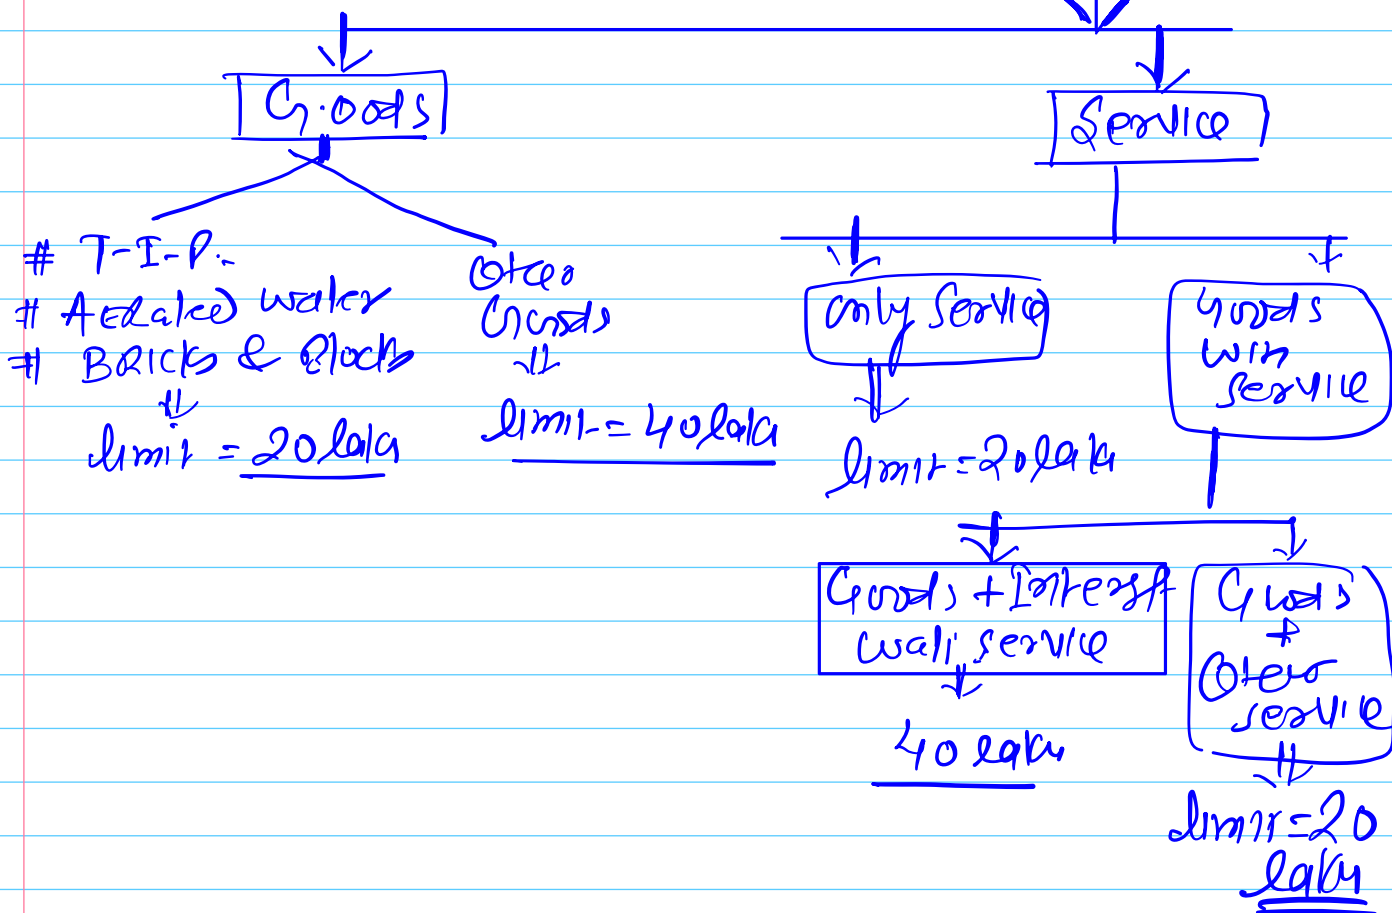 Goods
Service
# T-I-P.
# Aerated water
# BRICKs & Blocks
limit = 20 lakh
Other
Goods
limit = 40 lakh
only Service
limit = 20 lakh
Goods
with
service
Goods + Interest
wali service
40 lakh
Goods
+
Other
service
limit = 20
lakh